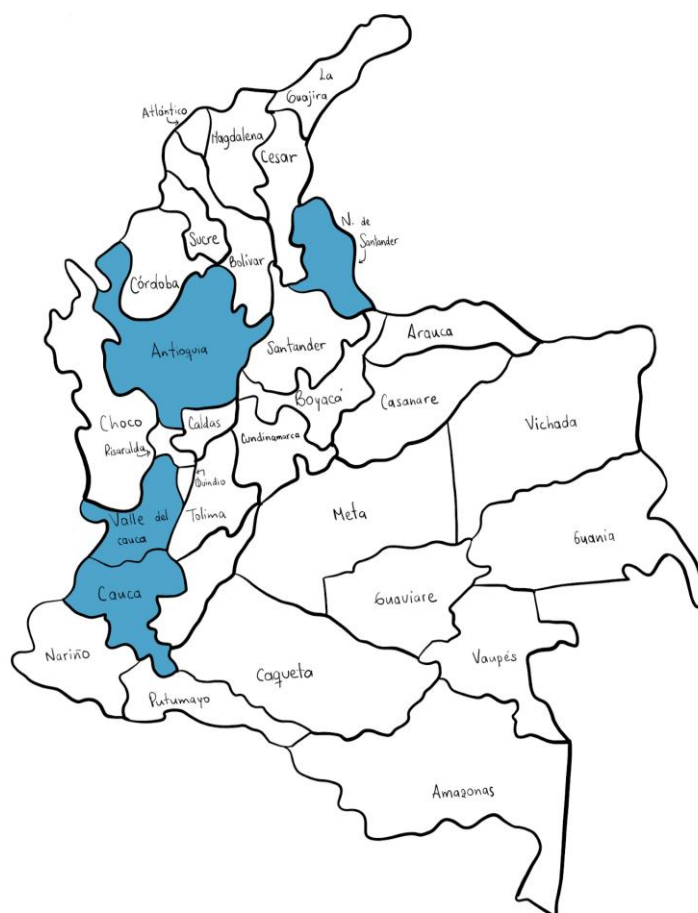 La
Guajira
Atlántico
Magdalena
Cesar
N. de
Santander
Sucre
Bolívar
Córdoba
Antioquia
Santander
Arauca
Boyacá
Casanare
Choco
Caldas
Cundinamarca
Vichada
Risaralda
Quindio
Tolima
Meta
Valle del
cauca
Guania
Cauca
Guaviare
Nariño
Caqueta
Vaupés
Putumayo
Amazonas